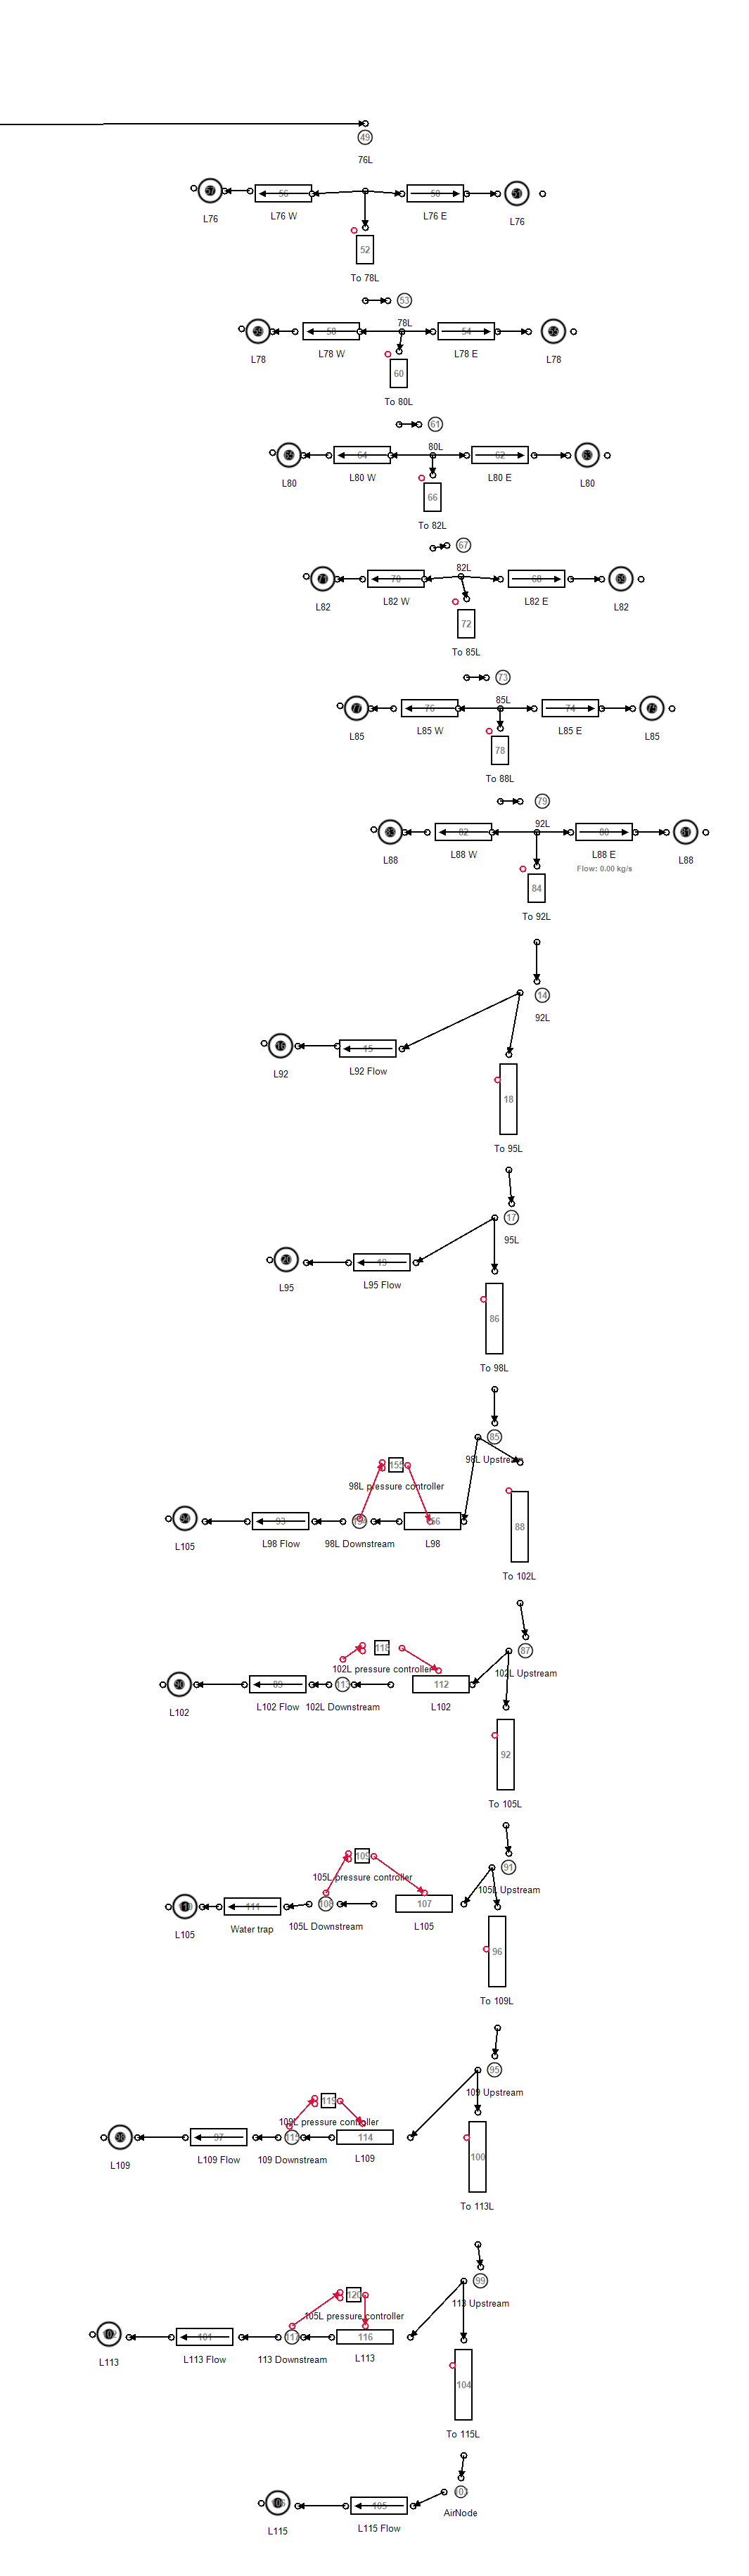 49
76L
57
56
50
51
L76
L76 W
L76 E
L76
52
To 78L
53
78L
59
58
54
55
L78
L78 W
L78 E
L78
60
To 80L
61
80L
65
64
62
63
L80
L80 W
L80 E
L80
66
To 82L
67
82L
71
70
68
69
L82
L82 W
L82 E
L82
72
To 85L
73
85L
77
76
74
75
L85
L85 W
L85 E
L85
78
To 88L
79
92L
83
82
80
81
L88
L88 W
L88 E
L88
Flow: 0.00 kg/s
84
To 92L
14
92L
16
15
L92
L92 Flow
18
To 95L
17
95L
20
19
L95
L95 Flow
86
To 98L
85
98L Upstream
155
98L pressure controller
94
93
L105
L98 Flow
98L Downstream
L98
88
To 102L
87
102L Upstream
118
102L pressure controller
90
89
113
112
L102
L102 Flow
102L Downstream
L102
92
To 105L
91
105L Upstream
109
105L pressure controller
110
111
108
107
L105
Water trap
105L Downstream
L105
96
To 109L
95
109 Upstream
119
109L pressure controller
98
97
115
114
L109
L109 Flow
109 Downstream
L109
100
To 113L
99
113 Upstream
120
105L pressure controller
102
101
117
116
L113
L113 Flow
113 Downstream
L113
104
To 115L
103
AirNode
106
105
L115
L115 Flow